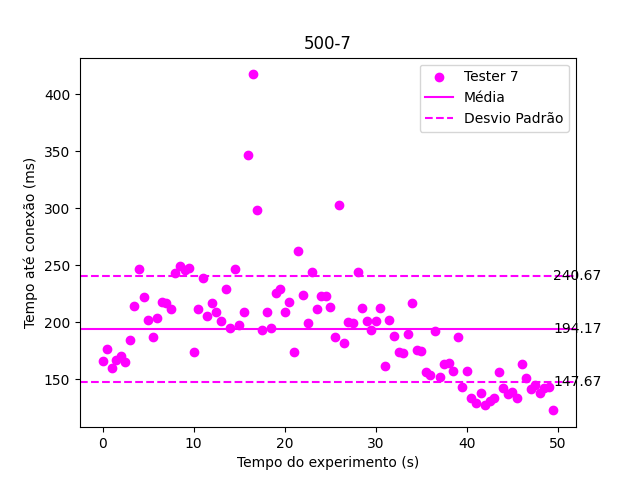 500-7
Tester 7
Média
Desvio Padrão
Tempo até conexão (ms)
400
350
300
250
200
150
240.67
194.17
147.67
0 10 20 30 40 50
Tempo do experimento (s)